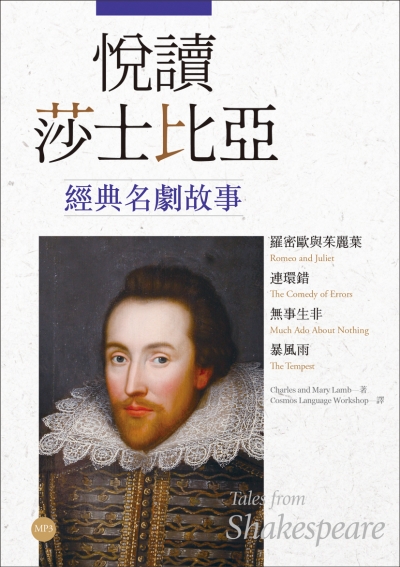 悅讀
莎士比亞
經典名劇故事
羅密歐與茱麗葉
Romeo and Juliet
連環錯
The Comedy of Errors
無事生非
Much Ado About Nothing
暴風雨
The Tempest
Charles and Mary Lamb — 著
Cosmos Language Workshop — 譯
Tales from
Shakespeare
MP3